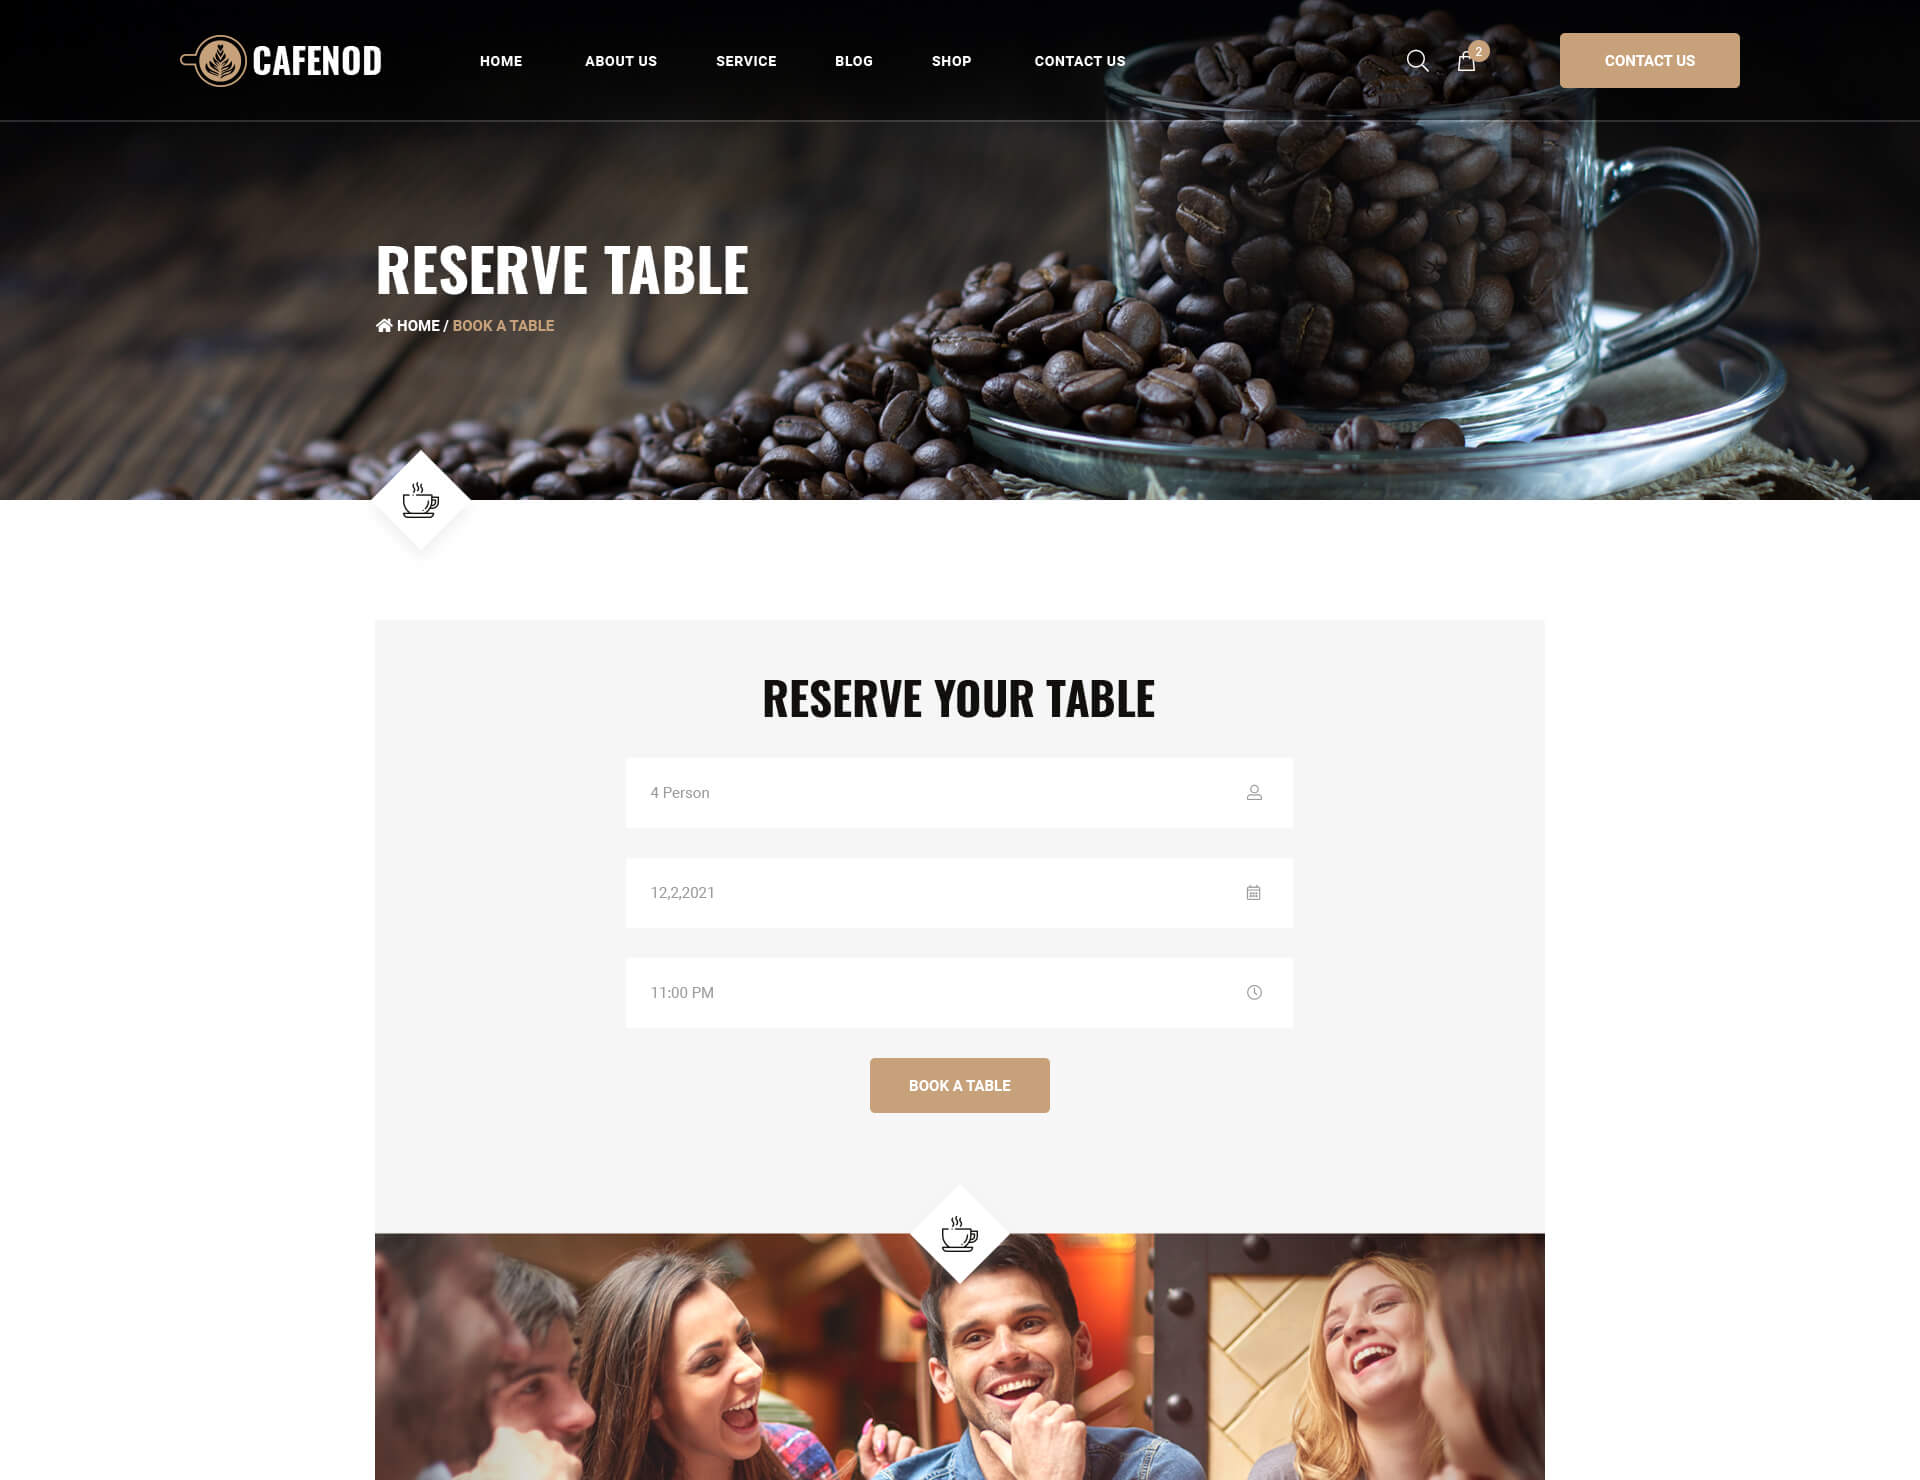 CAFENOD
HOME
ABOUT US
SERVICE
BLOG
SHOP
CONTACT US
2
CONTACT US
RESERVE TABLE
HOME / BOOK A TABLE
RESERVE YOUR TABLE
4 Person
12,2,2021
11:00 PM
BOOK A TABLE